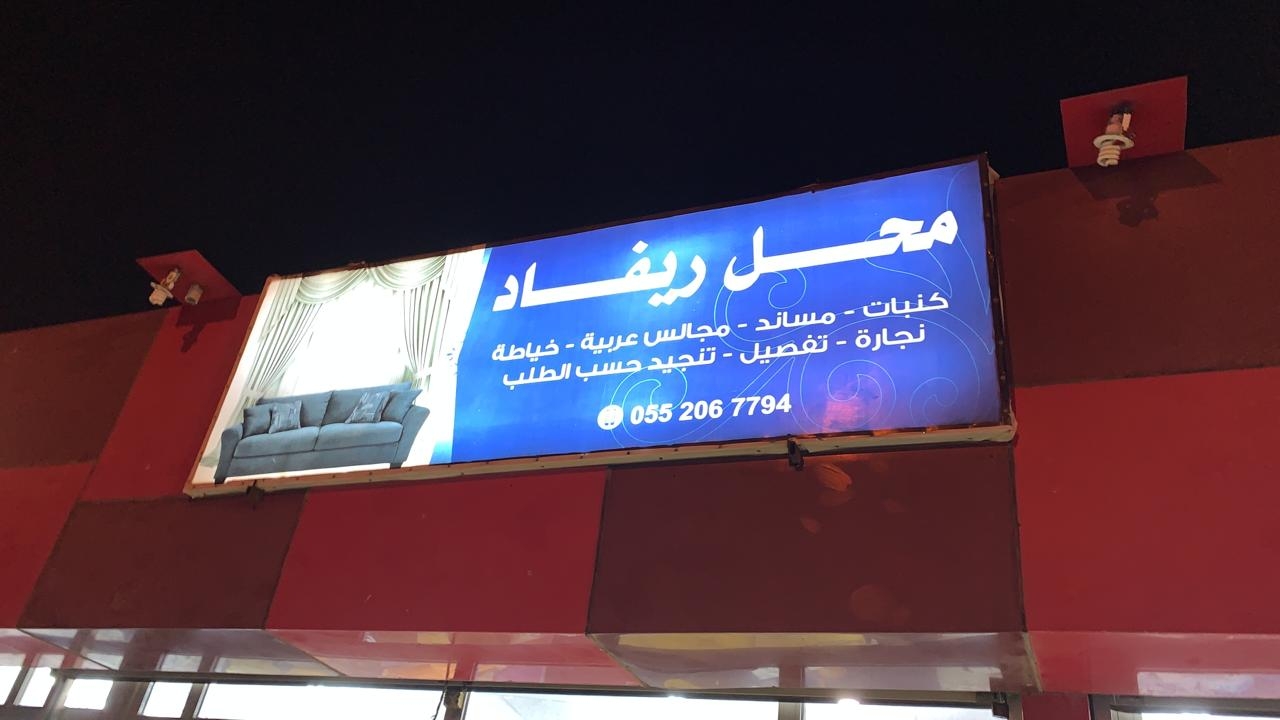 محل ريفاد
كنبات - مساند - مجالس عربية - خياطة
نجارة - تفصيل - تنجيد حسب الطلب
055 206 7794